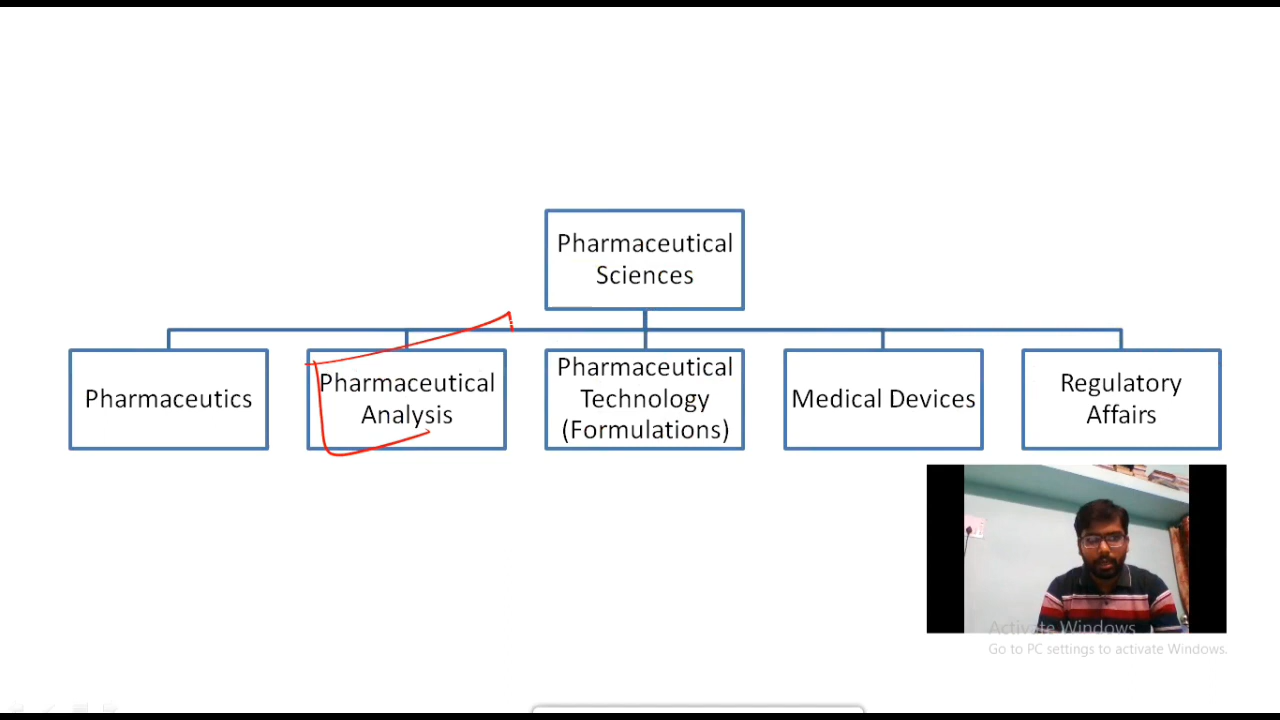 Pharmaceutical
Sciences
Pharmaceutics
Pharmaceutical
Analysis
Pharmaceutical
Technology
(Formulations)
Medical Devices
Regulatory
Affairs
Activate Windows
Go to PC settings to activate Windows.